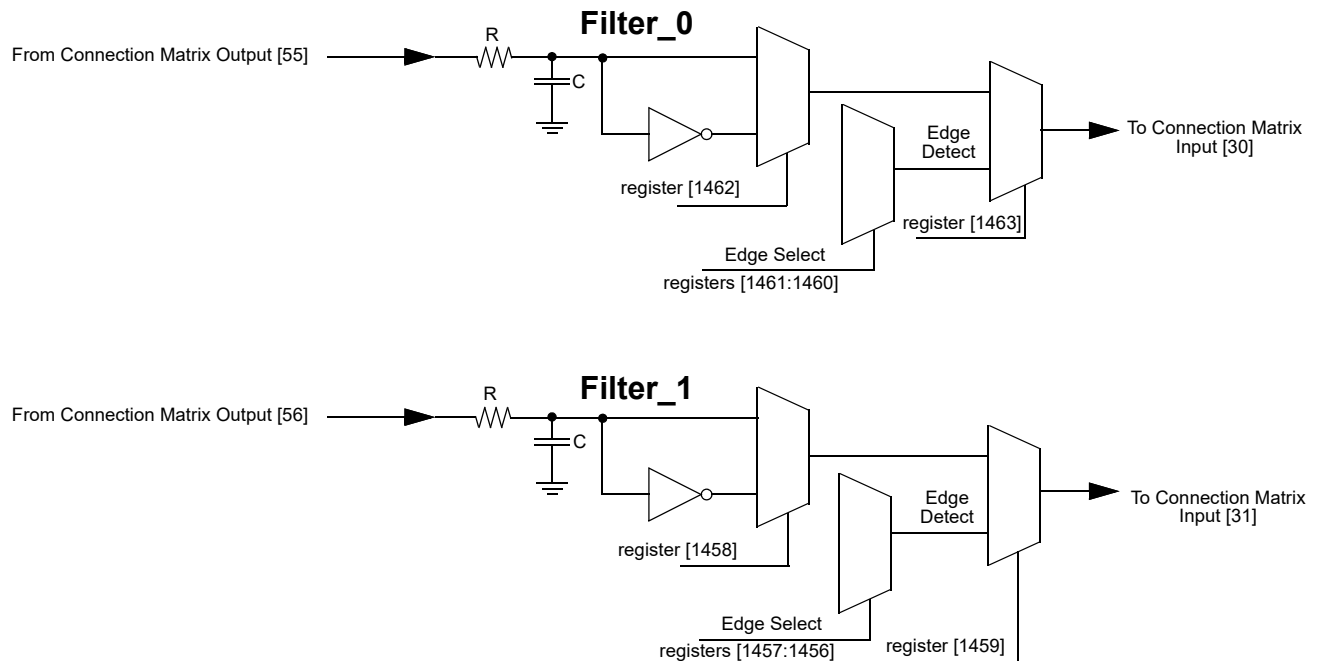 Filter_0
From Connection Matrix Output [55]
R
C
Edge
Detect
To Connection Matrix
Input [30]
register [1462]
register [1463]
Edge Select
registers [1461:1460]
Filter_1
From Connection Matrix Output [56]
R
C
Edge
Detect
To Connection Matrix
Input [31]
register [1458]
Edge Select
registers [1457:1456]
register [1459]